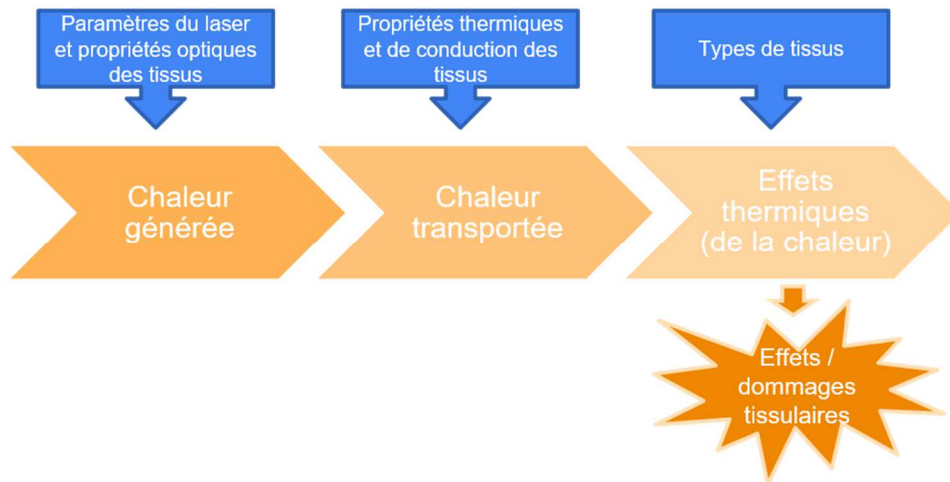 Paramètres du laser
et propriétés optiques
des tissus
Propriétés thermiques
et de conduction des
tissus
Types de tissus
Chaleur
générée
Chaleur
transportée
Effets
thermiques
(de la chaleur)
Effets /
dommages
tissulaires